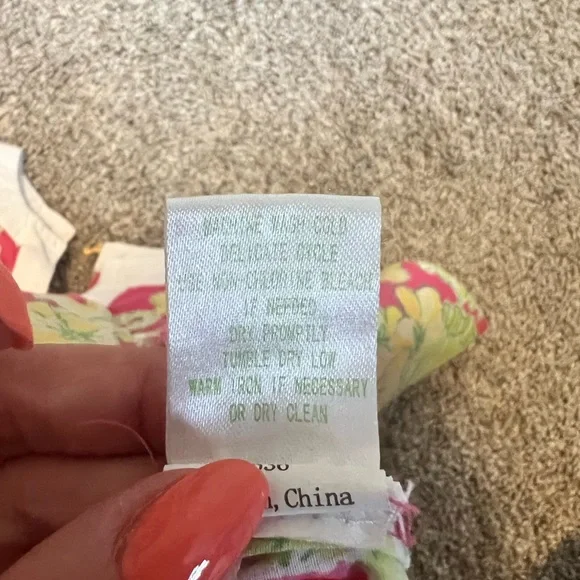 MACHINE WASH COLD
DELICATE CYCLE
USE NON-CHLORINE BLEACH
IF NEEDED
DRY PROMPTLY
TUMBLE DRY LOW
WARM IRON IF NECESSARY
OR DRY CLEAN
, China